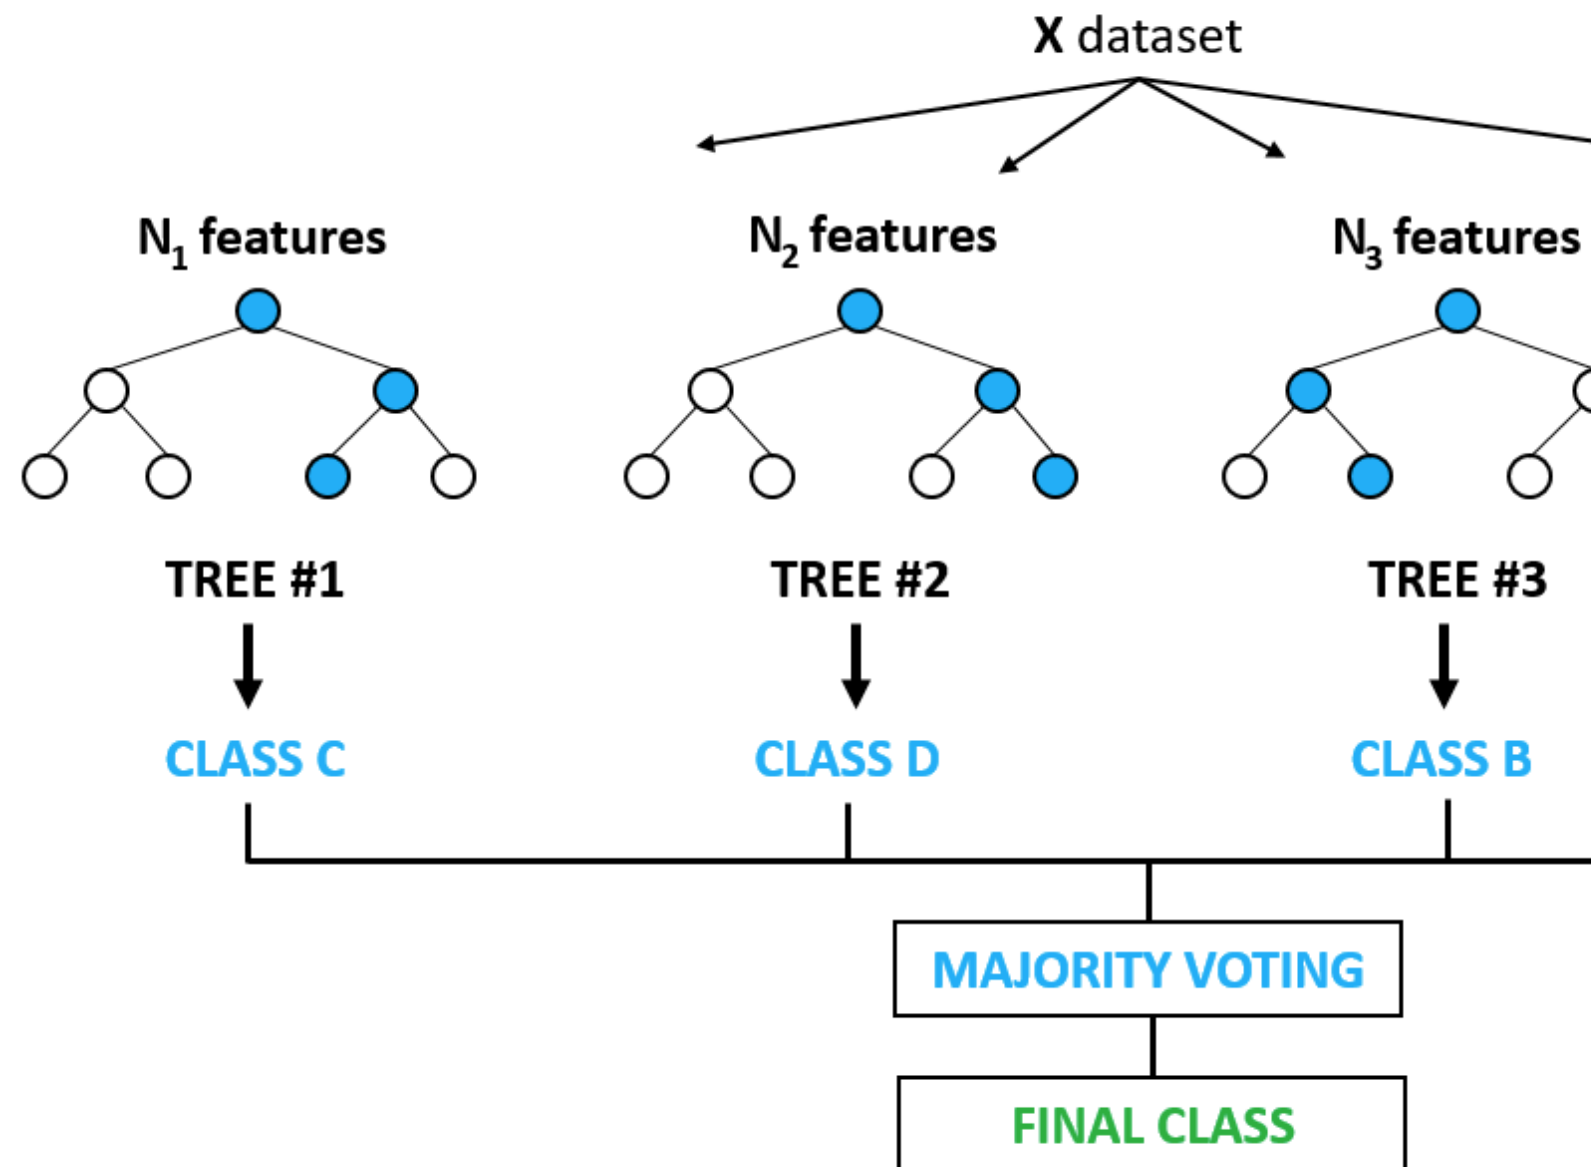 X dataset
N1 features
N2 features
N3 features
TREE #1
TREE #2
TREE #3
CLASS C
CLASS D
CLASS B
MAJORITY VOTING
FINAL CLASS